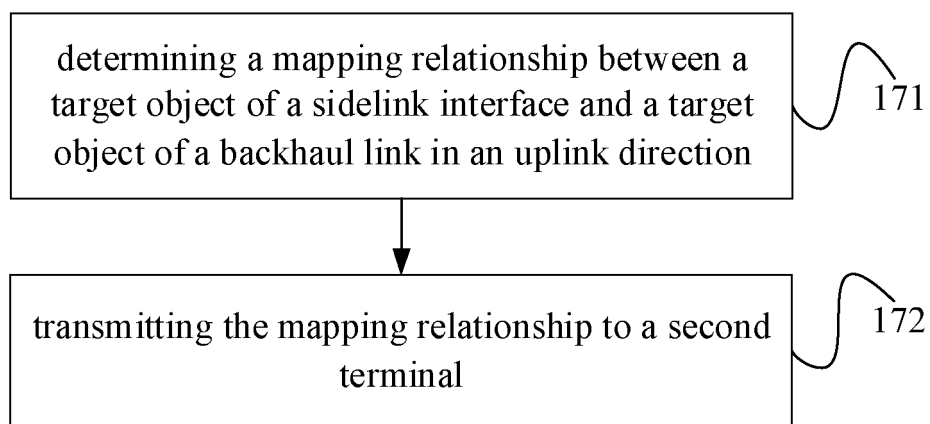 determining a mapping relationship between a
target object of a sidelink interface and a target
object of a backhaul link in an uplink direction
171
transmitting the mapping relationship to a second
terminal
172